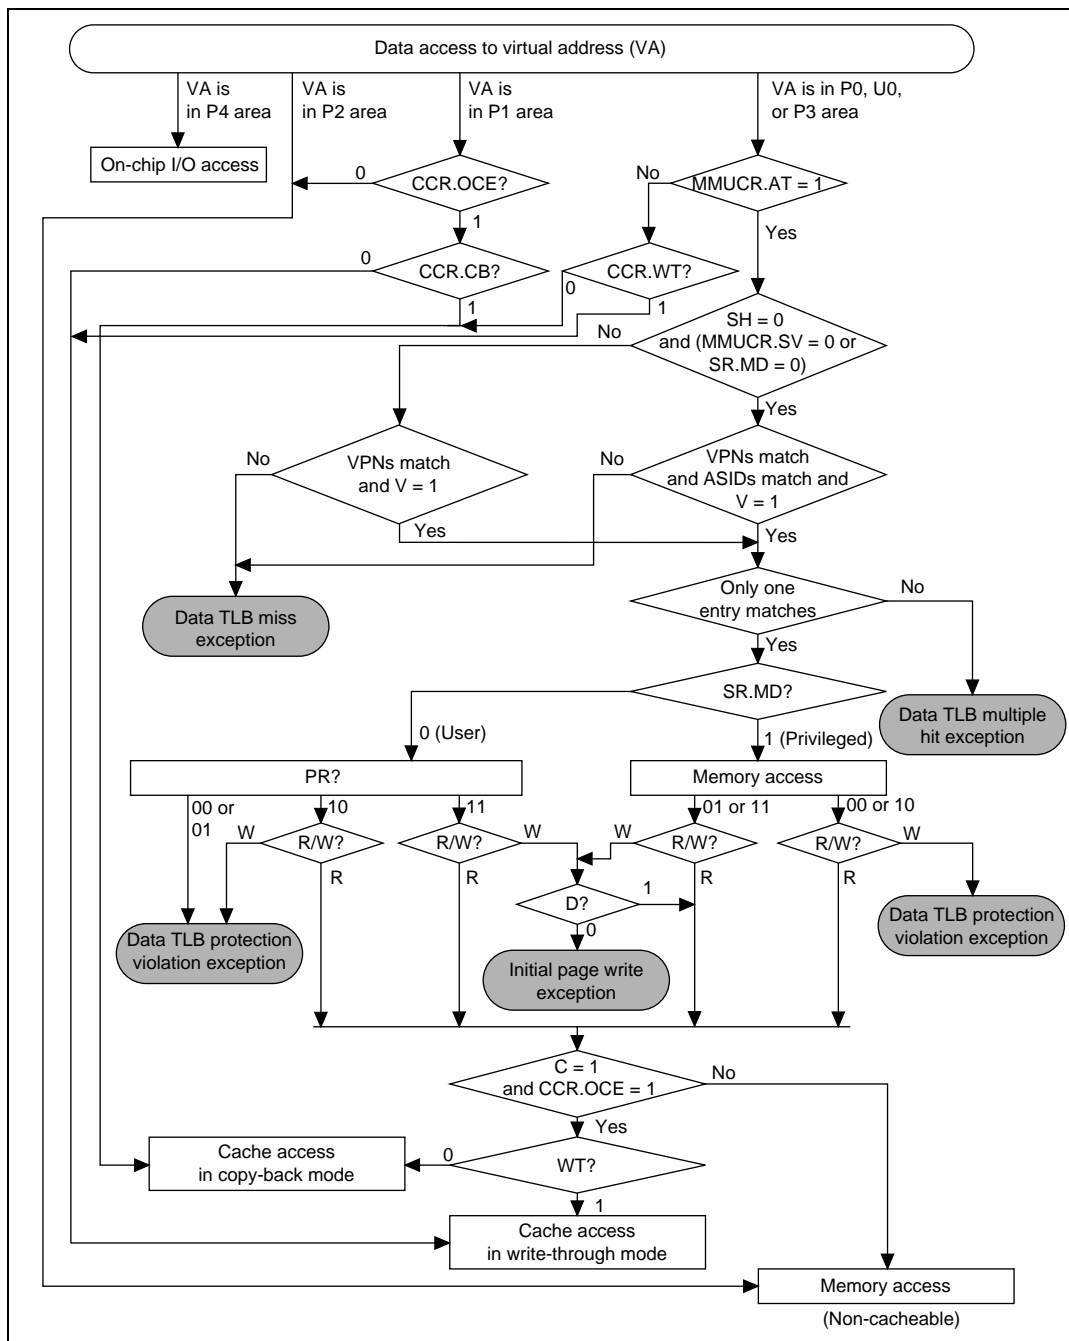 Data access to virtual address (VA)
VA is
in P4 area
VA is
in P2 area
VA is
in P1 area
VA is in P0, U0,
or P3 area
On-chip I/O access
0
CCR.OCE?
No
MMUCR.AT = 1
1
Yes
0
CCR.CB?
CCR.WT?
0
1
1
SH = 0
and (MMUCR.SV = 0 or
SR.MD = 0)
No
Yes
No
VPNs match
and V = 1
No
VPNs match
and ASIDs match and
V = 1
Yes
Yes
Only one
entry matches
No
Data TLB miss
exception
Yes
SR.MD?
0 (User)
1 (Privileged)
Data TLB multiple
hit exception
PR?
Memory access
00 or
01
10
11
01 or 11
00 or 10
W
R/W?
R/W?
W
W
R/W?
R/W?
W
R
R
R
R
D?
1
0
Data TLB protection
violation exception
Initial page write
exception
Data TLB protection
violation exception
C = 1
and CCR.OCE = 1
No
Yes
Cache access
in copy-back mode
0
WT?
1
Cache access
in write-through mode
Memory access
(Non-cacheable)